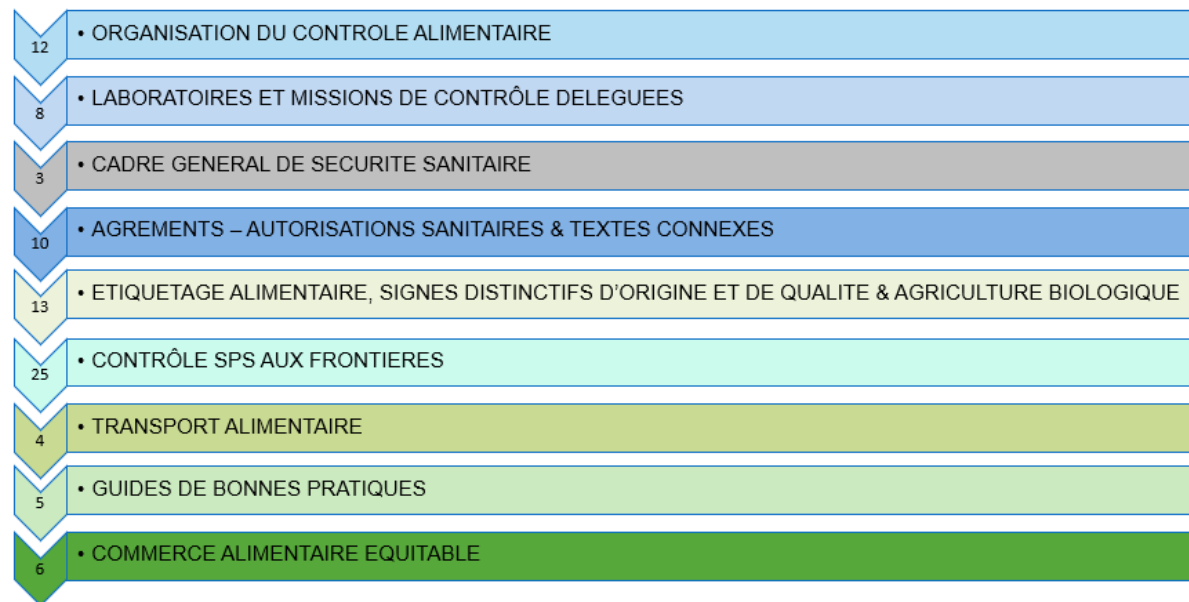 12
• ORGANISATION DU CONTROLE ALIMENTAIRE
8
• LABORATOIRES ET MISSIONS DE CONTRÔLE DELEGUEES
3
• CADRE GENERAL DE SECURITE SANITAIRE
10
• AGREMENTS – AUTORISATIONS SANITAIRES & TEXTES CONNEXES
13
• ETIQUETAGE ALIMENTAIRE, SIGNES DISTINCTIFS D’ORIGINE ET DE QUALITE & AGRICULTURE BIOLOGIQUE
25
• CONTRÔLE SPS AUX FRONTIERES
4
• TRANSPORT ALIMENTAIRE
5
• GUIDES DE BONNES PRATIQUES
6
• COMMERCE ALIMENTAIRE EQUITABLE